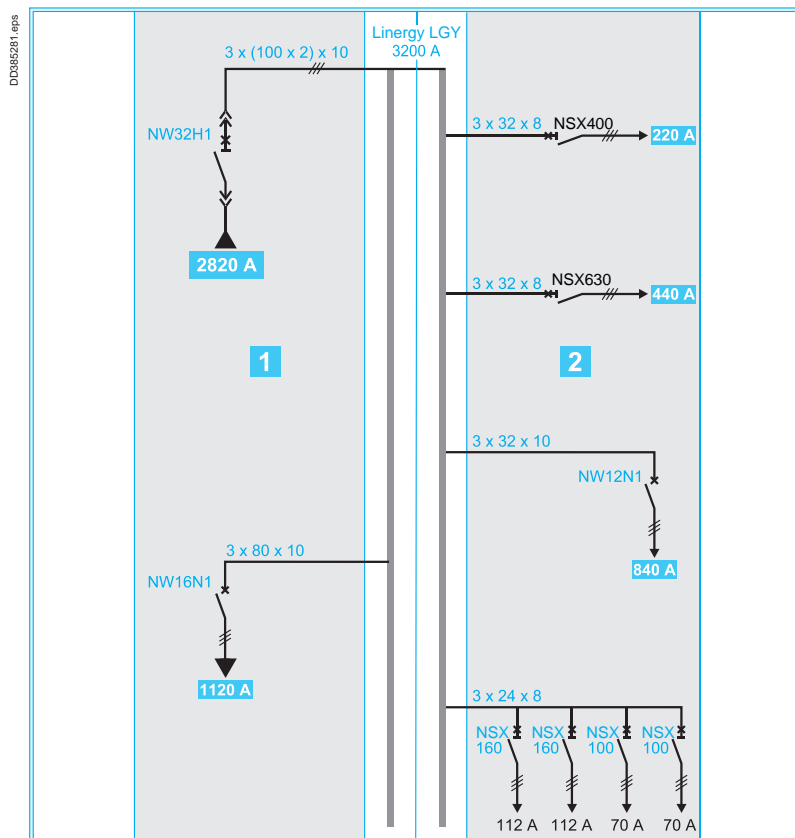 DD385281.eps
Linergy LGY
3200 A
3 x (100 x 2) x 10
NW32H1
2820 A
1
3 x 80 x 10
NW16N1
1120 A
3 x 32 x 8
NSX400
220 A
3 x 32 x 8
NSX630
440 A
2
3 x 32 x 10
NW12N1
840 A
3 x 24 x 8
NSX
160
NSX
160
NSX
100
NSX
100
112 A
112 A
70 A
70 A